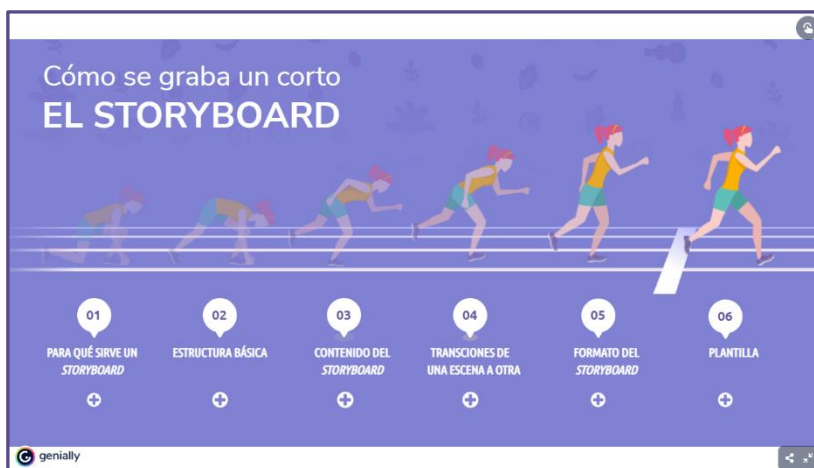 Cómo se graba un corto
EL STORYBOARD
01
PARA QUÉ SIRVE UN
STORYBOARD
02
ESTRUCTURA BÁSICA
03
CONTENIDO DEL
STORYBOARD
04
TRANSCIONES DE
UNA ESCENA A OTRA
05
FORMATO DEL
STORYBOARD
06
PLANTILLA
genially